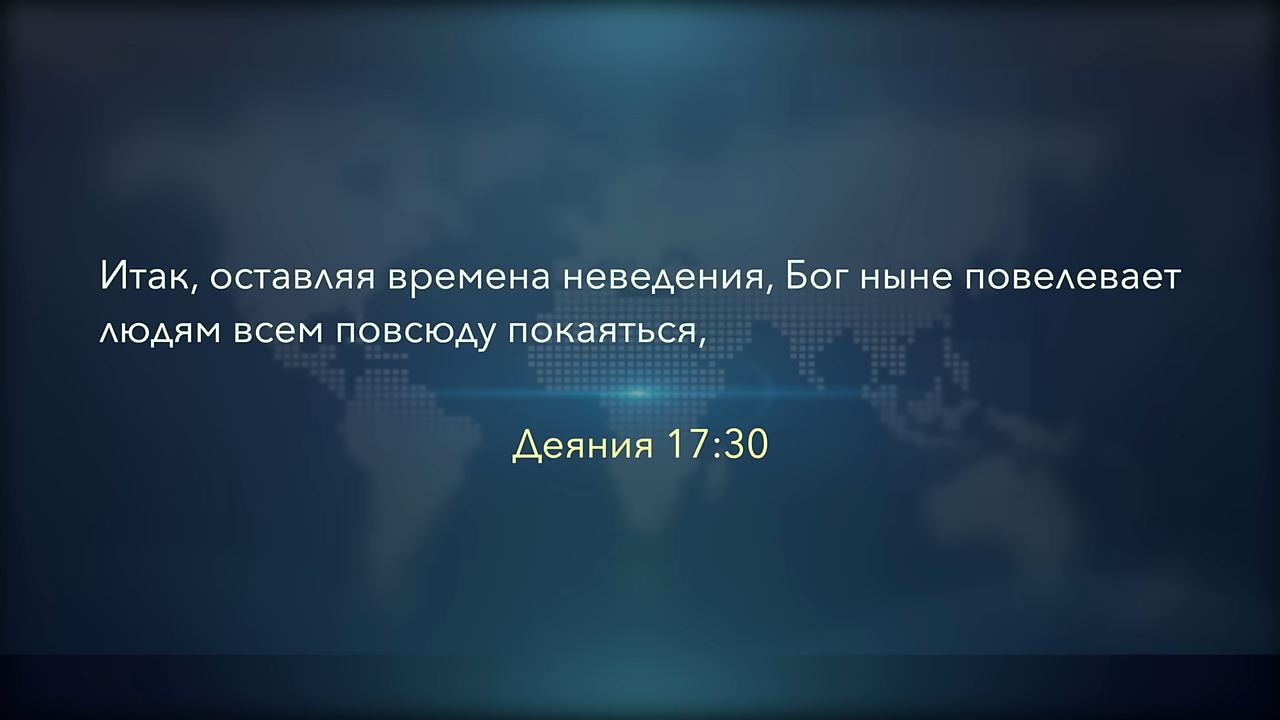 Итак, оставляя времена неведения, Бог ныне повелевает
людям всем повсюду покаяться,
Деяния 17:30